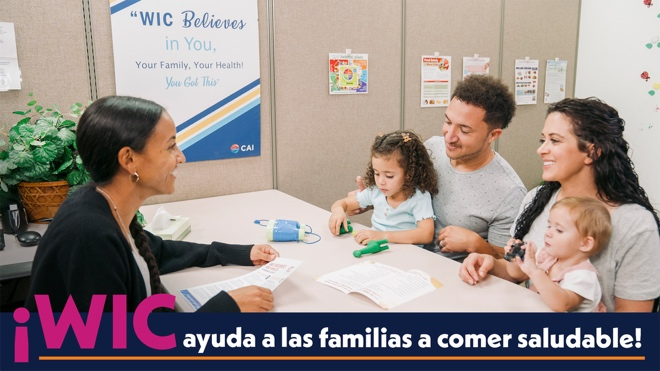 “WIC Believes
in You,
Your Family, Your Health!
You Got This
CAI
¡WIC ayuda a las familias a comer saludable!